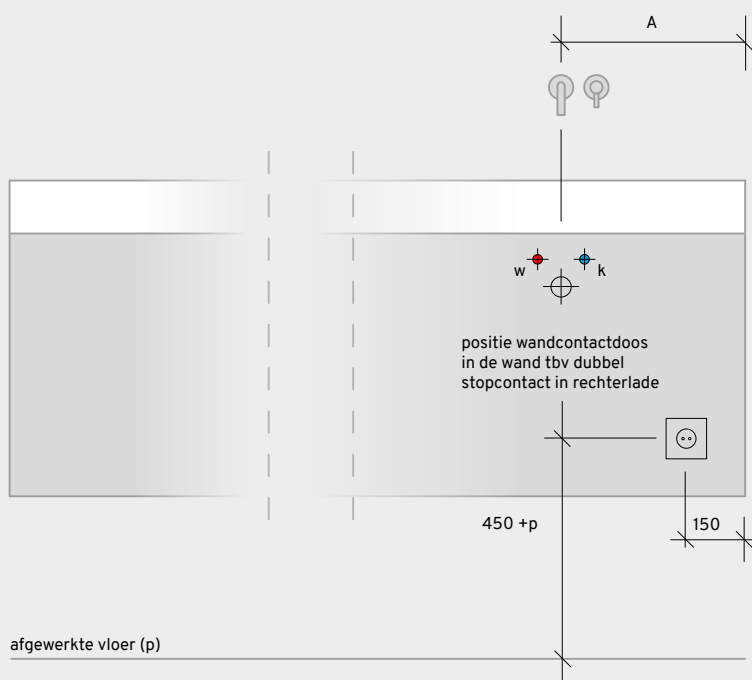 A
w
k
positie wandcontactdoos
in de wand tbv dubbel
stopcontact in rechterlade
450 +p
150
afgewerkte vloer (p)